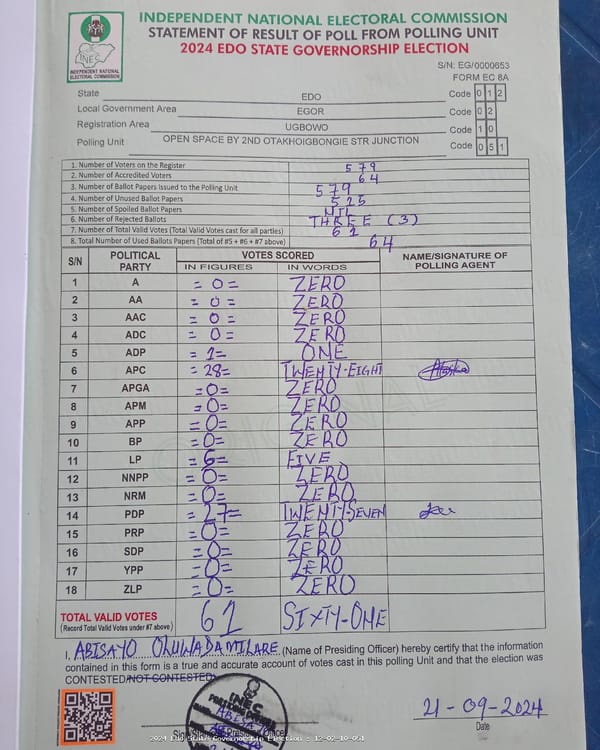 INDEPENDENT NATIONAL ELECTORAL COMMISSION
STATEMENT OF RESULT OF POLL FROM POLLING UNIT
2024 EDO STATE GOVERNORSHIP ELECTION
INEC
INDEPENDENT NATIONAL
ELECTORAL COMMISSION
S/N: EG/0000653
FORM EC 8A
State EDO Code 0 1 2
Local Government Area EGOR Code 0 2
Registration Area UGBOWO Code 1 0
Polling Unit OPEN SPACE BY 2ND OTAKHOIGBONGIE STR JUNCTION Code 0 5 1
1. Number of Voters on the Register 579
2. Number of Accredited Voters 64
3. Number of Ballot Papers Issued to the Polling Unit 579
4. Number of Unused Ballot Papers 515
5. Number of Spoiled Ballot Papers NIL
6. Number of Rejected Ballots THREE (3)
7. Number of Total Valid Votes (Total Valid Votes cast for all parties) 61
8. Total Number of Used Ballots Papers (Total of #5 + #6 + #7 above) 64
S/N POLITICAL PARTY VOTES SCORED NAME/SIGNATURE OF POLLING AGENT
IN FIGURES IN WORDS
1 A =0= ZERO
2 AA =0= ZERO
3 AAC =0= ZERO
4 ADC =0= ZERO
5 ADP =1= ONE
6 APC =28= TWENTY-EIGHT
7 APGA =0= ZERO
8 APM =0= ZERO
9 APP =0= ZERO
10 BP =0= ZERO
11 LP =5= FIVE
12 NNPP =0= ZERO
13 NRM =0= ZERO
14 PDP =27= TWENTY-SEVEN
15 PRP =0= ZERO
16 SDP =0= ZERO
17 YPP =0= ZERO
18 ZLP =0= ZERO
TOTAL VALID VOTES 61 SIXTY-ONE
(Record Total Valid Votes under #7 above)
I, ABISAYO OLUWADAMILARE (Name of Presiding Officer) hereby certify that the information
contained in this form is a true and accurate account of votes cast in this polling Unit and that the election was
CONTESTED/NOT CONTESTED
INEC
21-09-2024
Date
2024 Edo State Governorship Election : 12-02-10-051